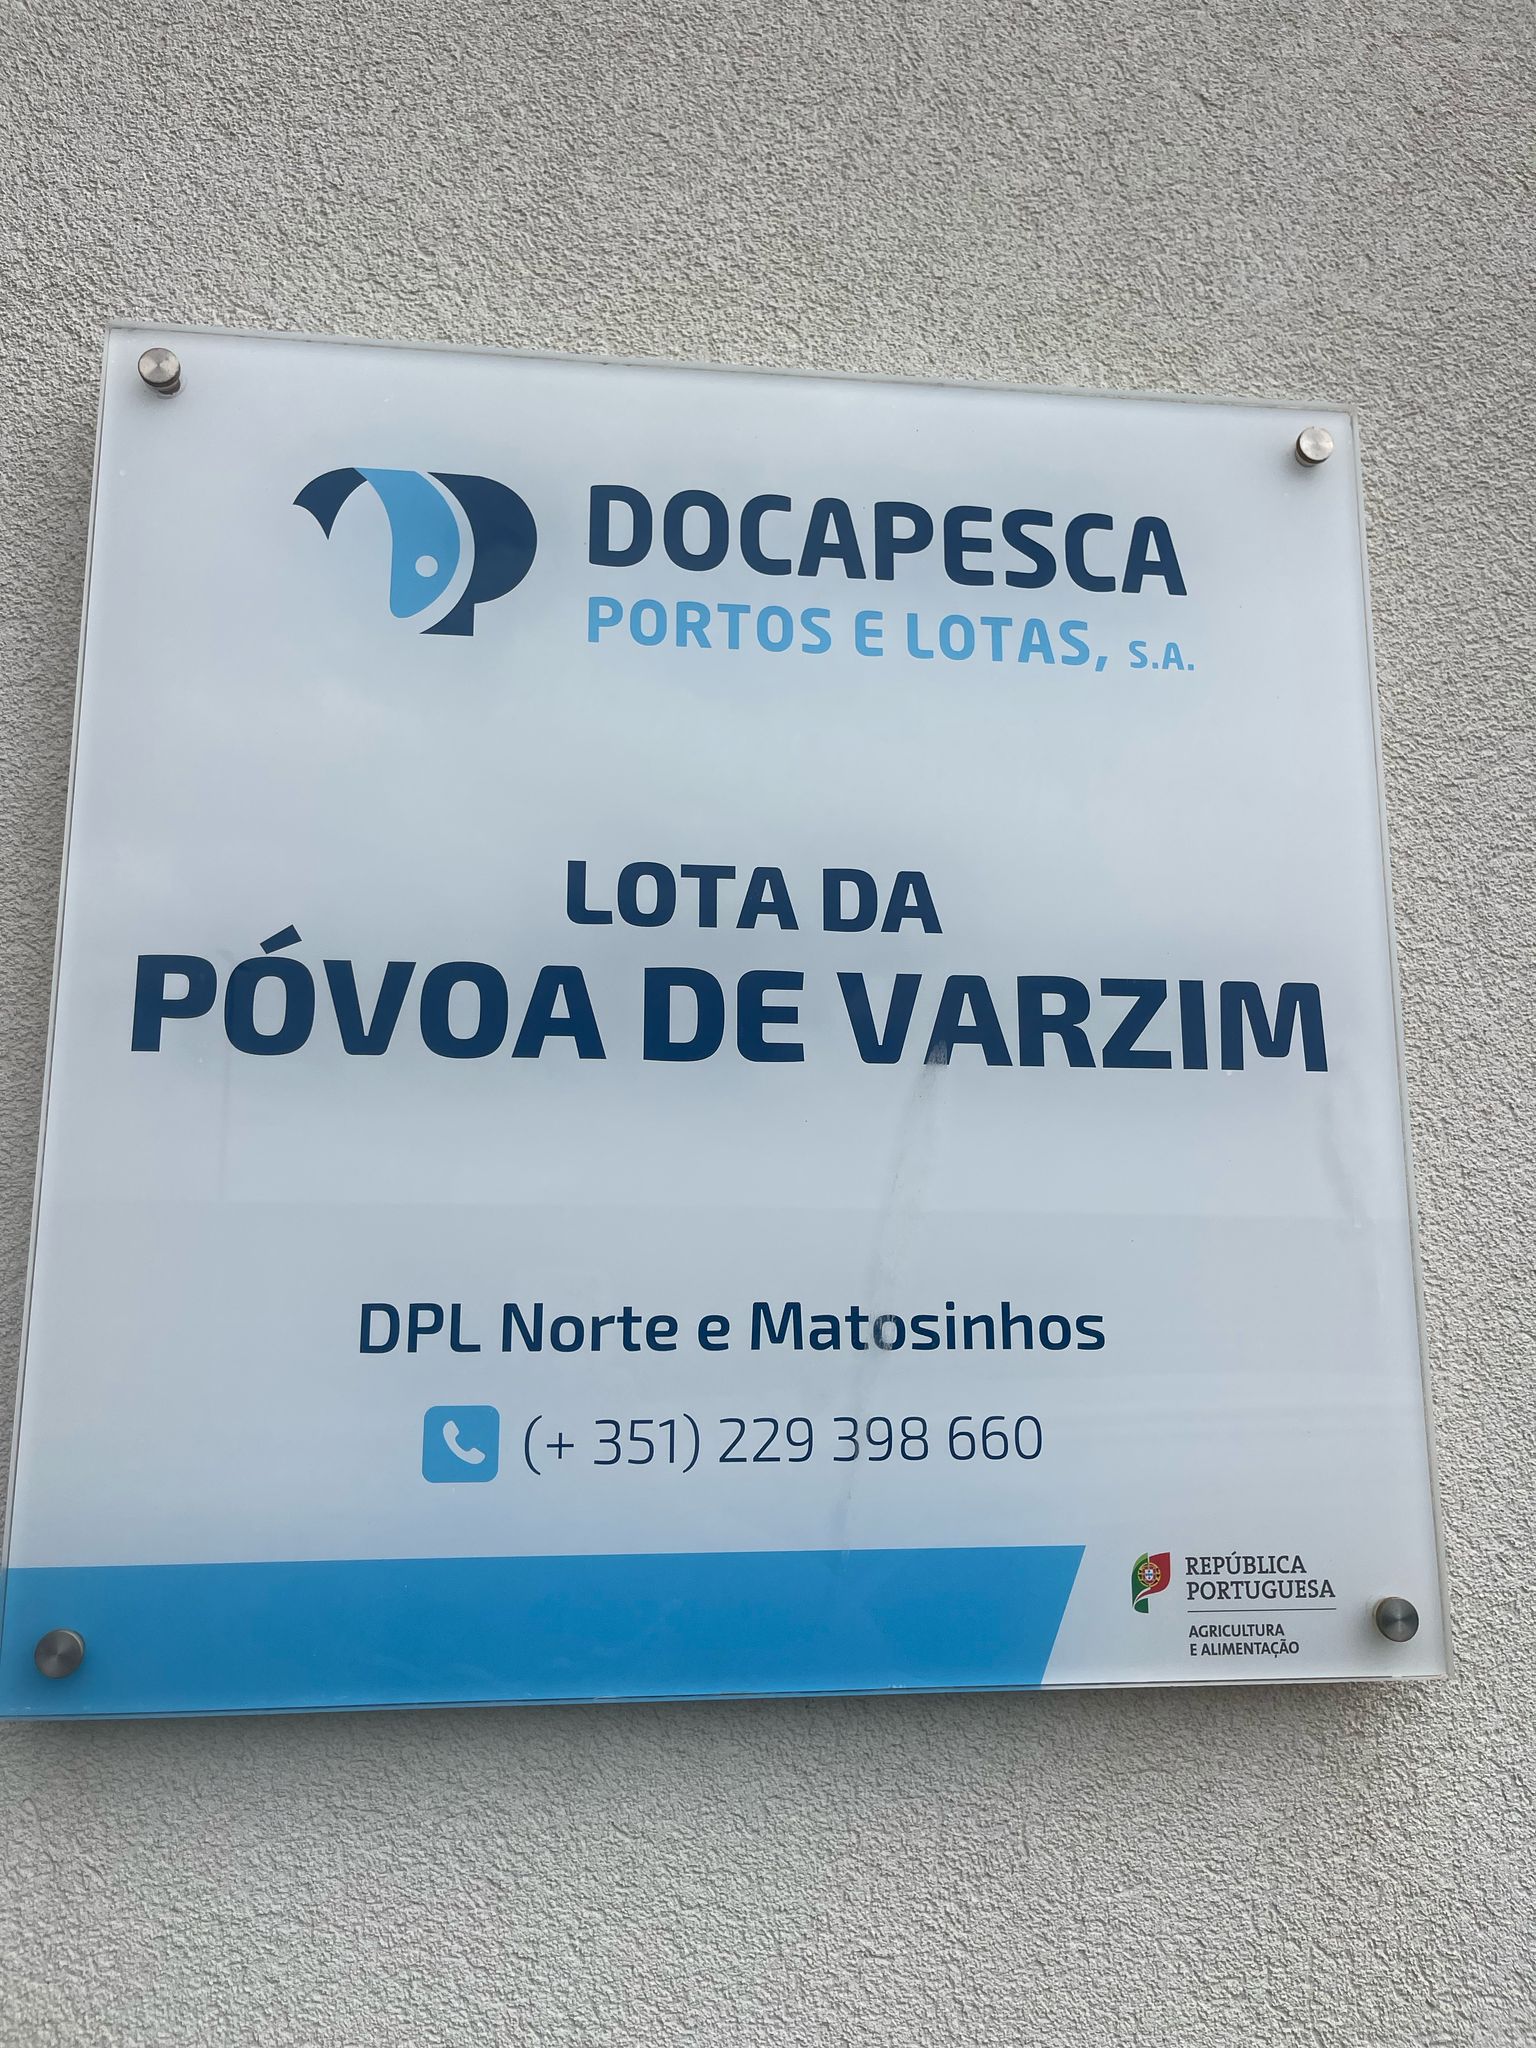 DOCAPESCA
PORTOS E LOTAS, S.A.
LOTA DA
PÓVOA DE VARZIM
DPL Norte e Matosinhos
(+ 351) 229 398 660
REPÚBLICA
PORTUGUESA
AGRICULTURA
E ALIMENTAÇÃO